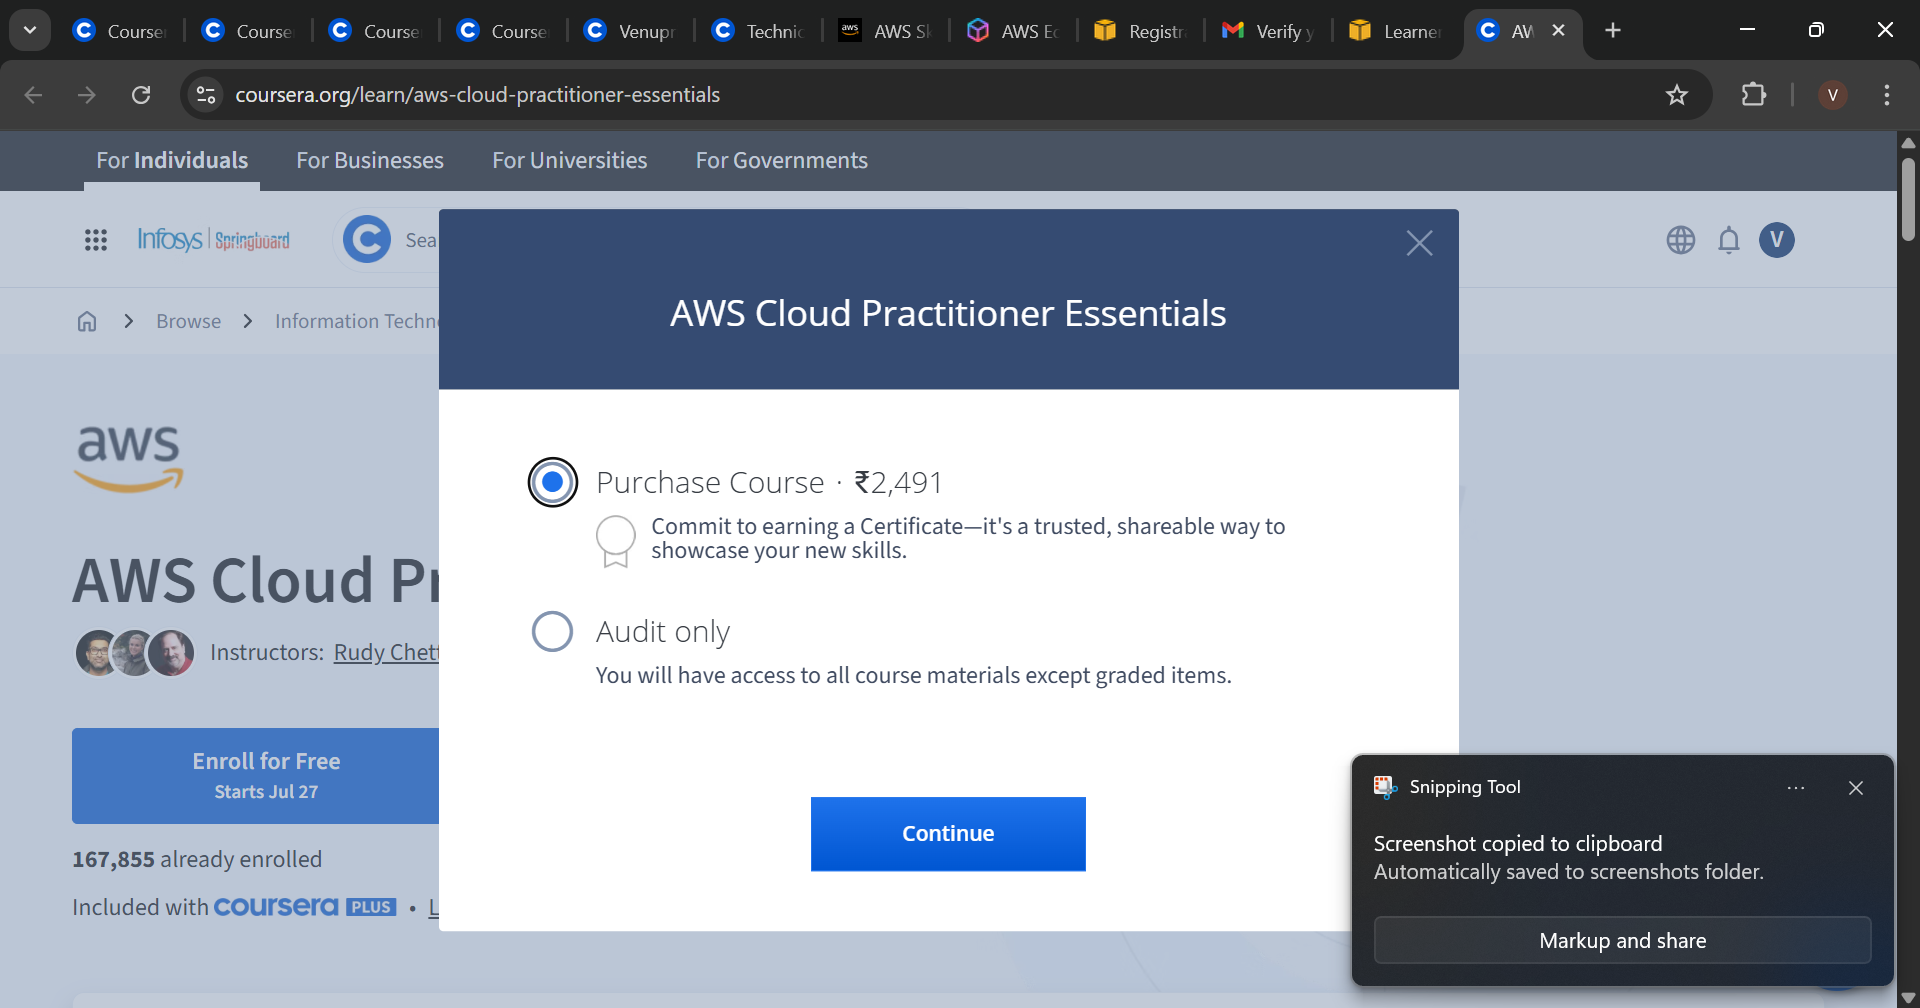 Course
Course
Course
Course
Venupr
Technic
aws AWS Sk
AWS Ec
Registr
Verify y
Learner
AW
coursera.org/learn/aws-cloud-practitioner-essentials
V
For Individuals
For Businesses
For Universities
For Governments
Infosys | Springboard
C
Sea
V
Browse
Information Techn
AWS Cloud Practitioner Essentials
aws
Purchase Course · ₹2,491
Commit to earning a Certificate—it's a trusted, shareable way to
showcase your new skills.
AWS Cloud Pr
Audit only
Instructors: Rudy Chett
You will have access to all course materials except graded items.
Enroll for Free
Starts Jul 27
Continue
167,855 already enrolled
Included with coursera PLUS • L
Snipping Tool
Screenshot copied to clipboard
Automatically saved to screenshots folder.
Markup and share